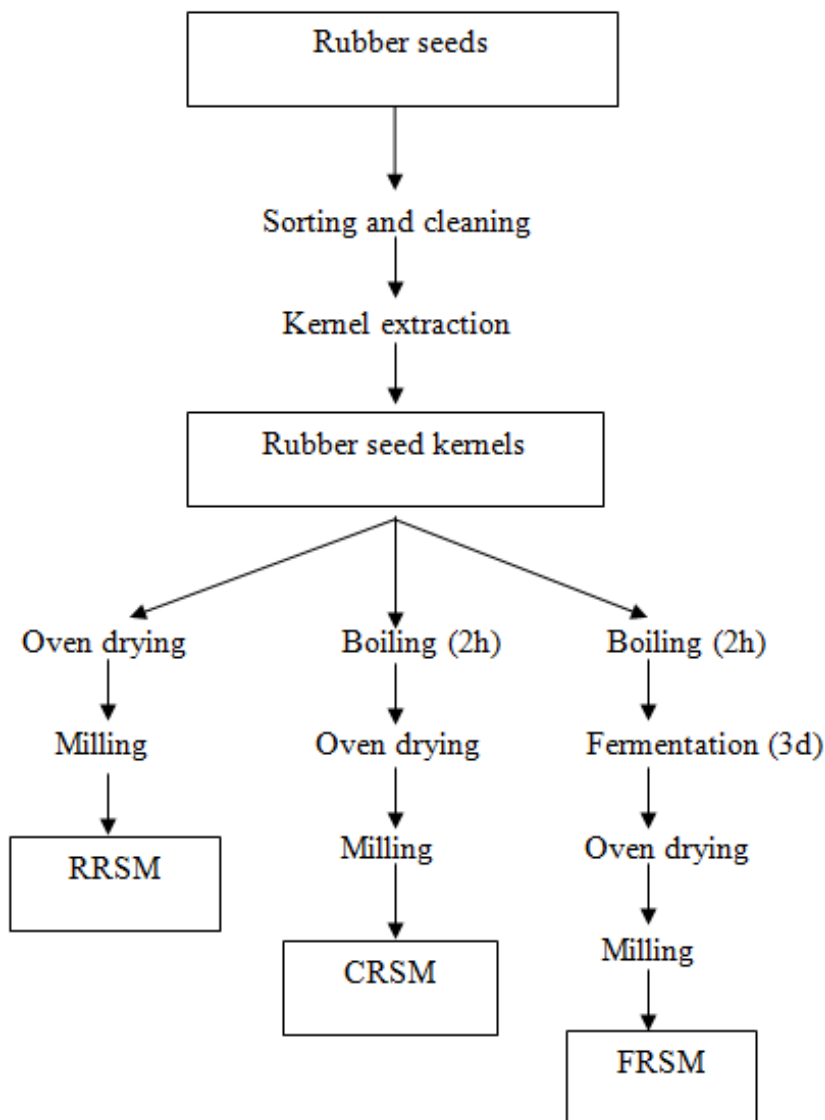 Rubber seeds
Sorting and cleaning
Kernel extraction
Rubber seed kernels
Oven drying
Milling
RRSM
Boiling (2h)
Oven drying
Milling
CRSM
Boiling (2h)
Fermentation (3d)
Oven drying
Milling
FRSM